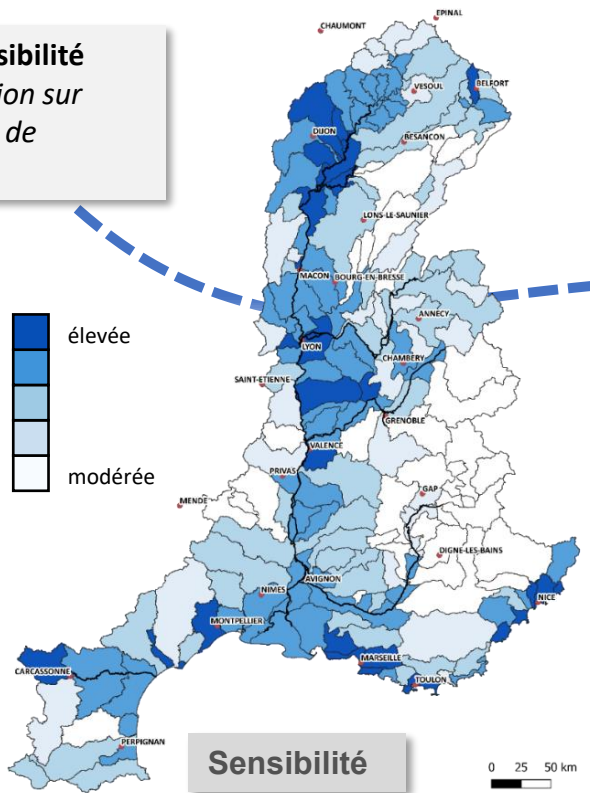 sibilité
ion sur
de
EPINAL
CHAUMONT
VESOUL
BELFORT
DIJON
BESANCON
LONS-LE-SAUNIER
MACON
BOURG-EN-BRESSE
ANNECY
LYON
CHAMBERY
SAINT-ETIENNE
GRENOBLE
VALENCE
PRIVAS
GAP
MENDE
DIGNE-LES-BAINS
AVIGNON
NIMES
NICE
MONTPELLIER
MARSEILLE
CARCASSONNE
TOULON
PERPIGNAN
élevée
modérée
Sensibilité
0 25 50 km